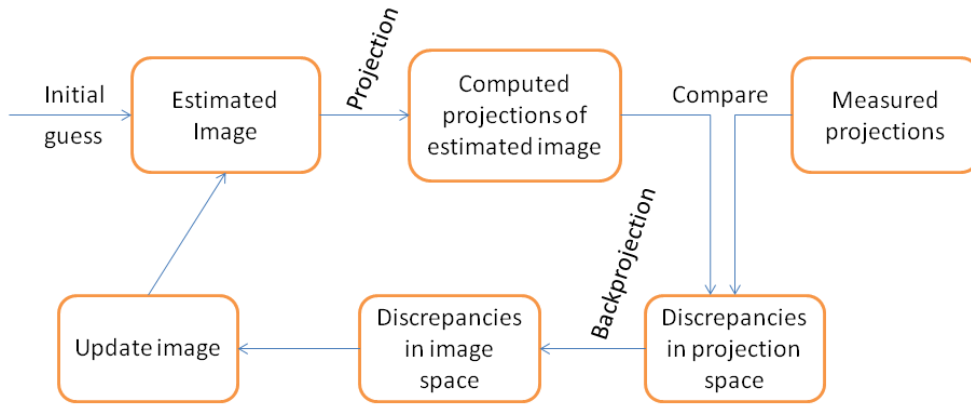 Initial
guess
Estimated
Image
Projection
Computed
projections of
estimated image
Compare
Measured
projections
Update image
Discrepancies
in image
space
Backprojection
Discrepancies
in projection
space